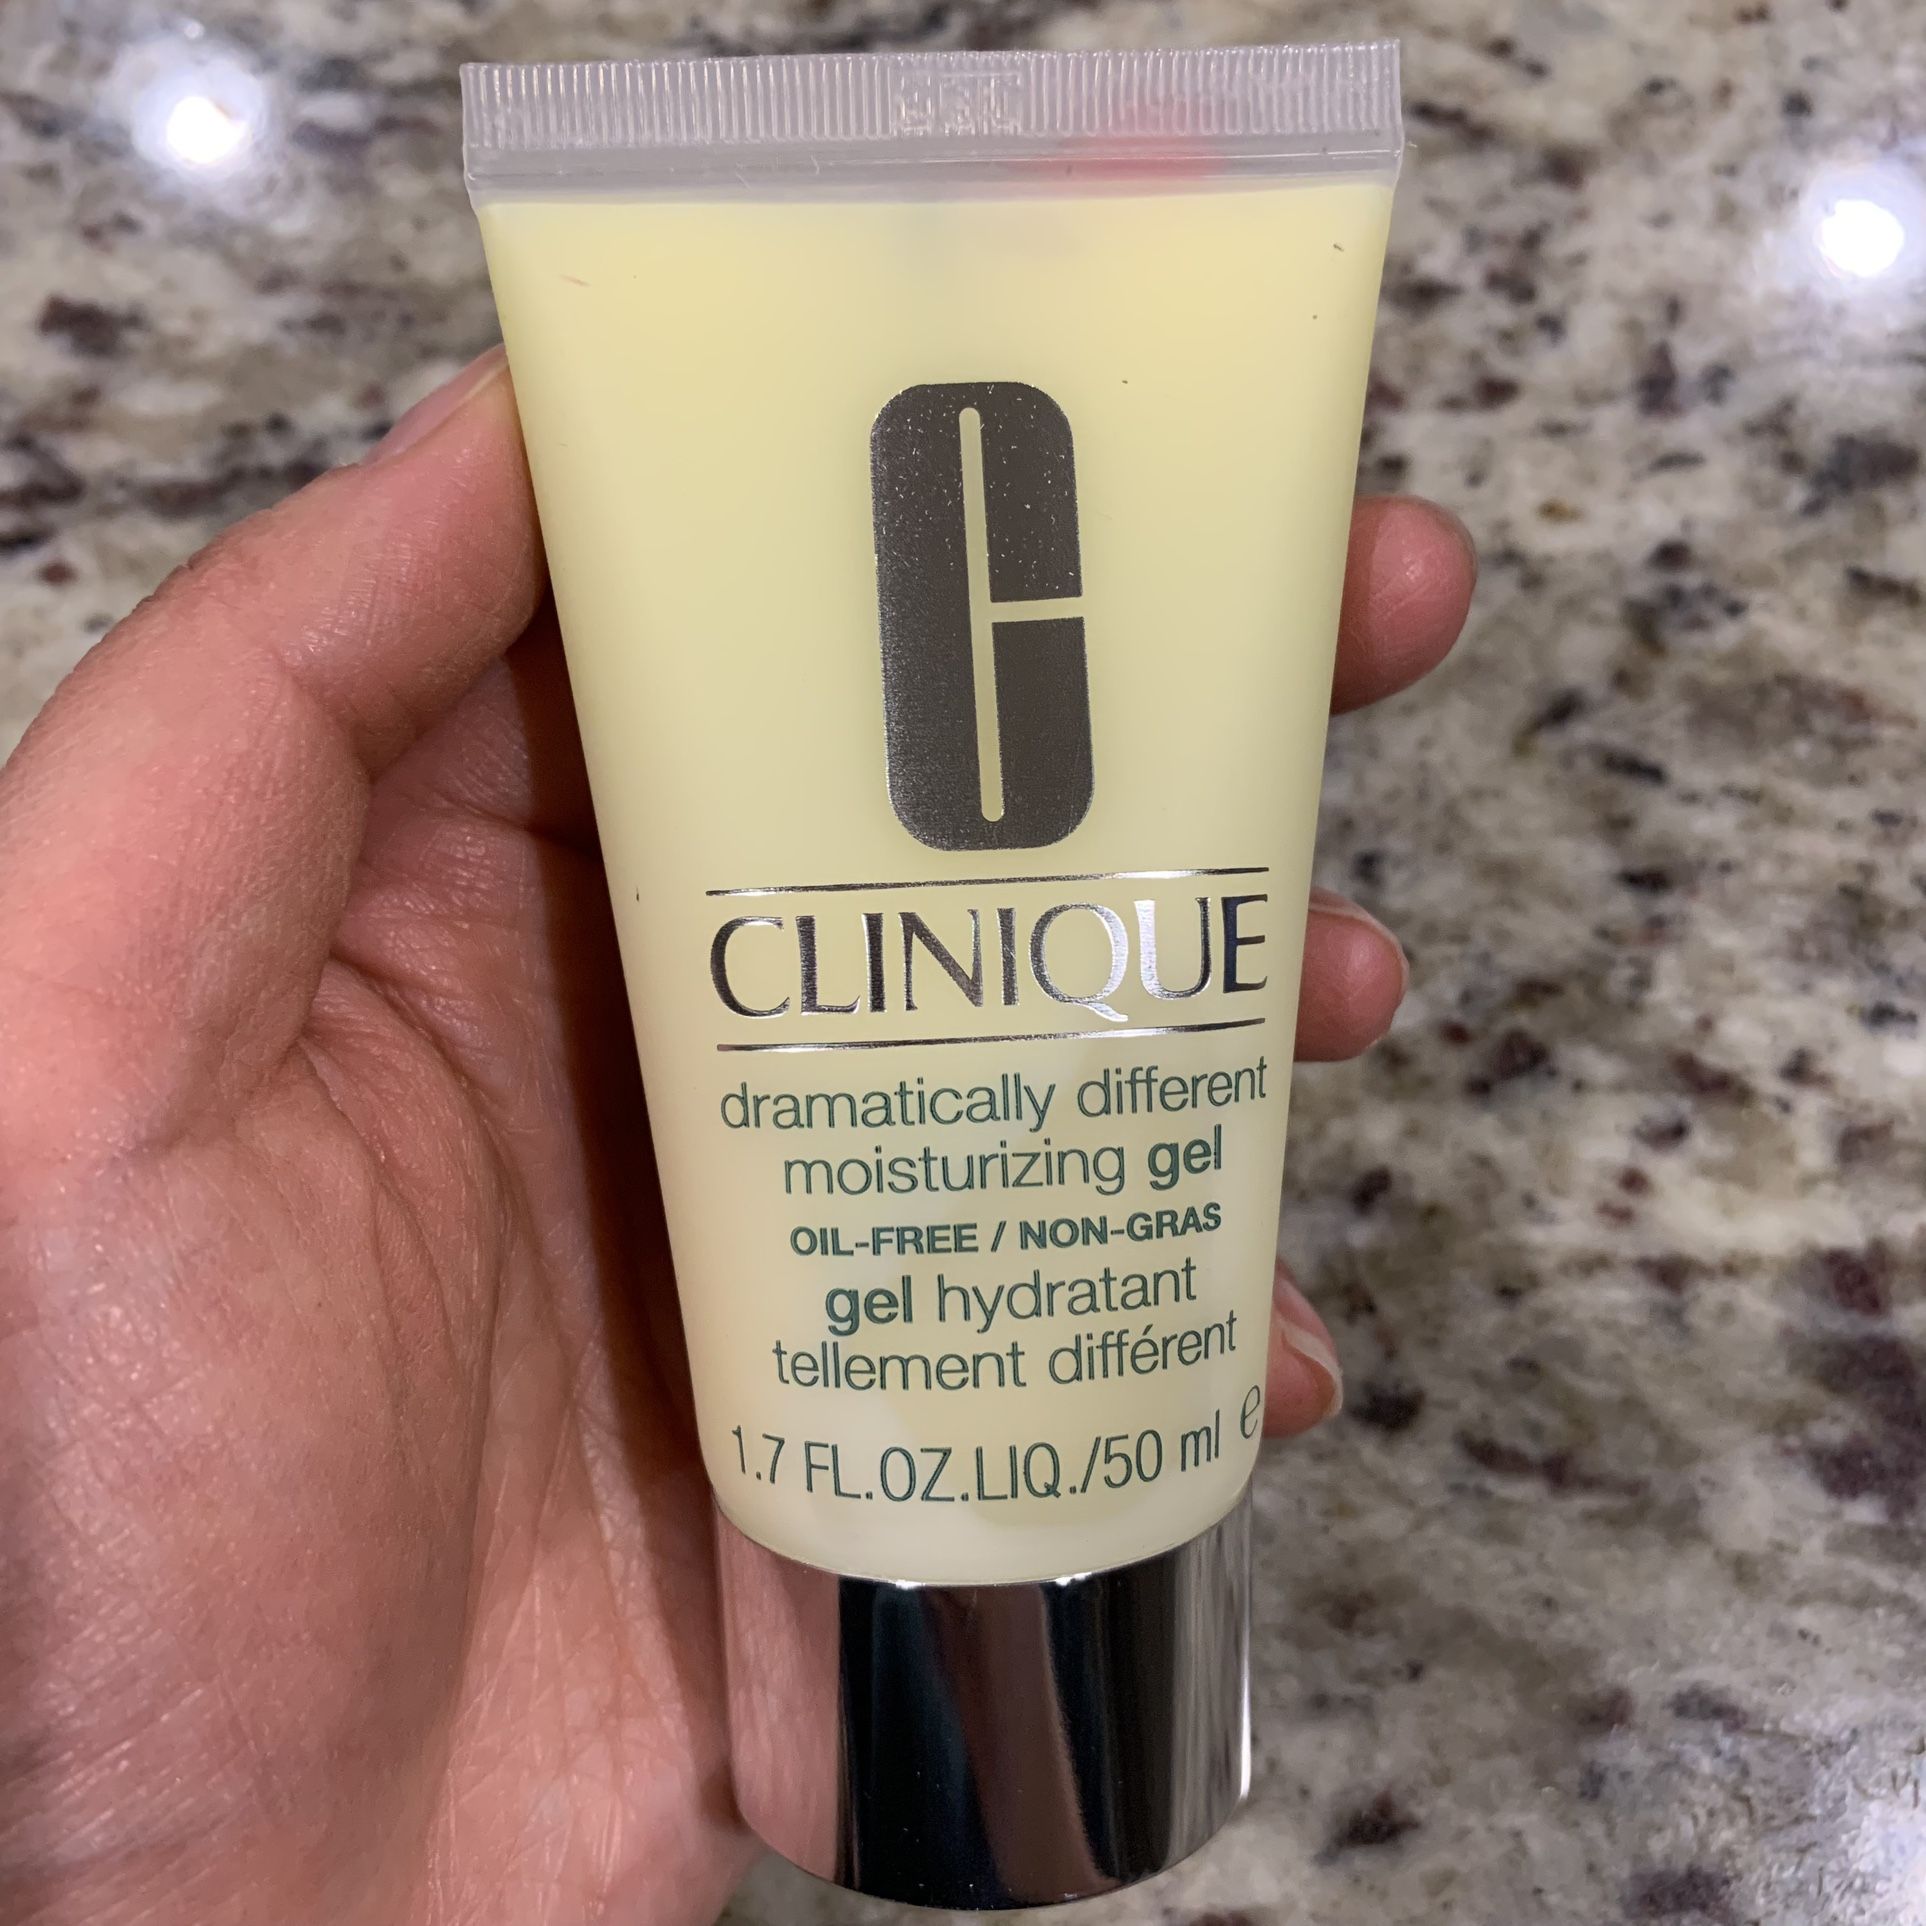 C
CLINIQUE
dramatically different
moisturizing gel
OIL-FREE / NON-GRAS
gel hydratant
tellement différent
1.7 FL.OZ.LIQ./50 ml ℮